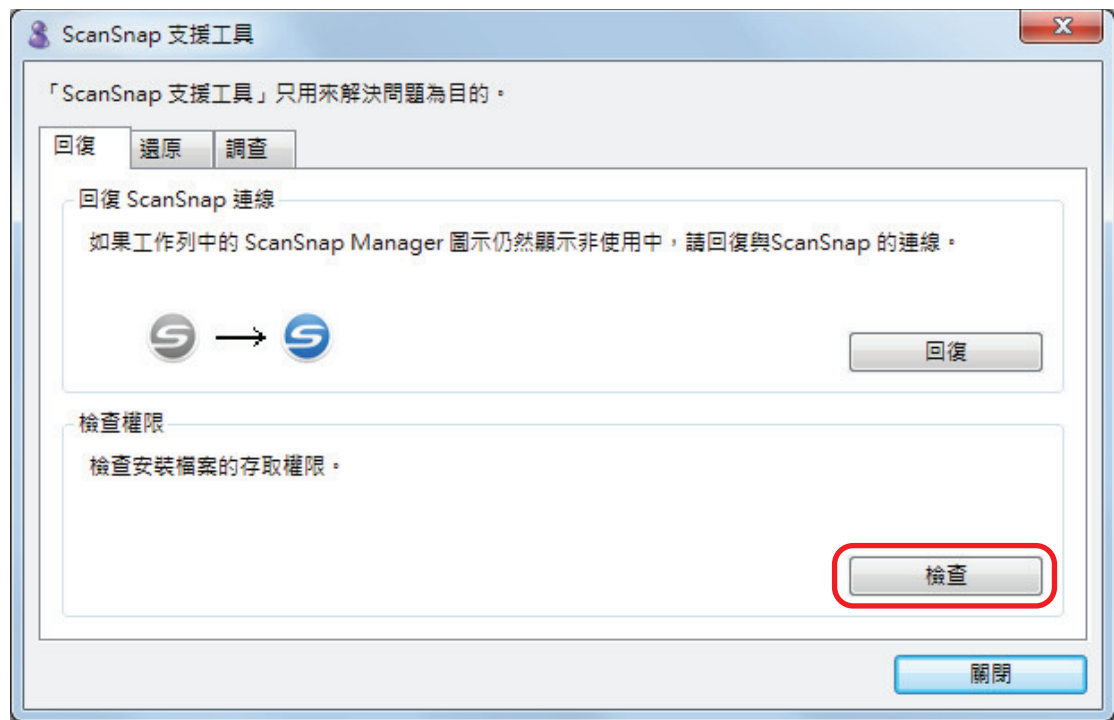 ScanSnap 支援工具
「ScanSnap 支援工具」只用來解決問題為目的。
回復 還原 調查
回復 ScanSnap 連線
如果工作列中的 ScanSnap Manager 圖示仍然顯示非使用中，請回復與ScanSnap 的連線。
回復
檢查權限
檢查安裝檔案的存取權限。
檢查
關閉